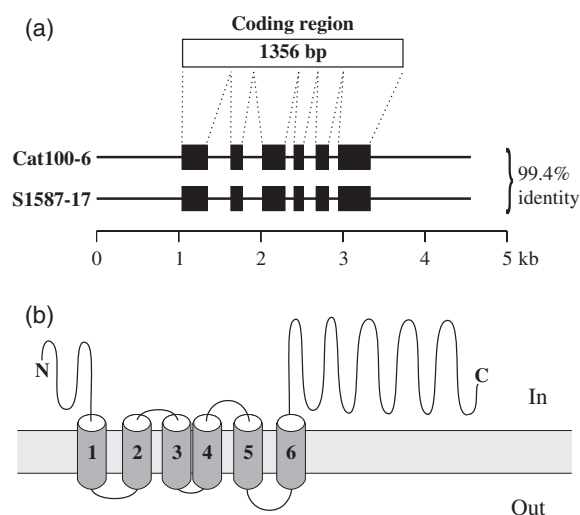 (a)
Coding region
1356 bp
Cat100-6
S1587-17
99.4%
identity
0 1 2 3 4 5 kb
(b)
N
C
In
1 2 3 4 5 6
Out